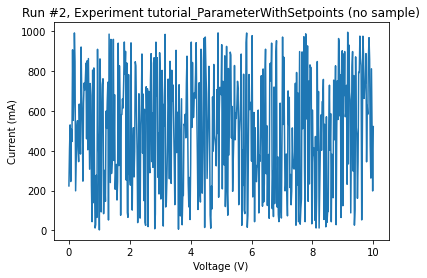 Run #2, Experiment tutorial_ParameterWithSetpoints (no sample)
1000
800
600
400
200
0
0 2 4 6 8 10
Current (mA)
Voltage (V)